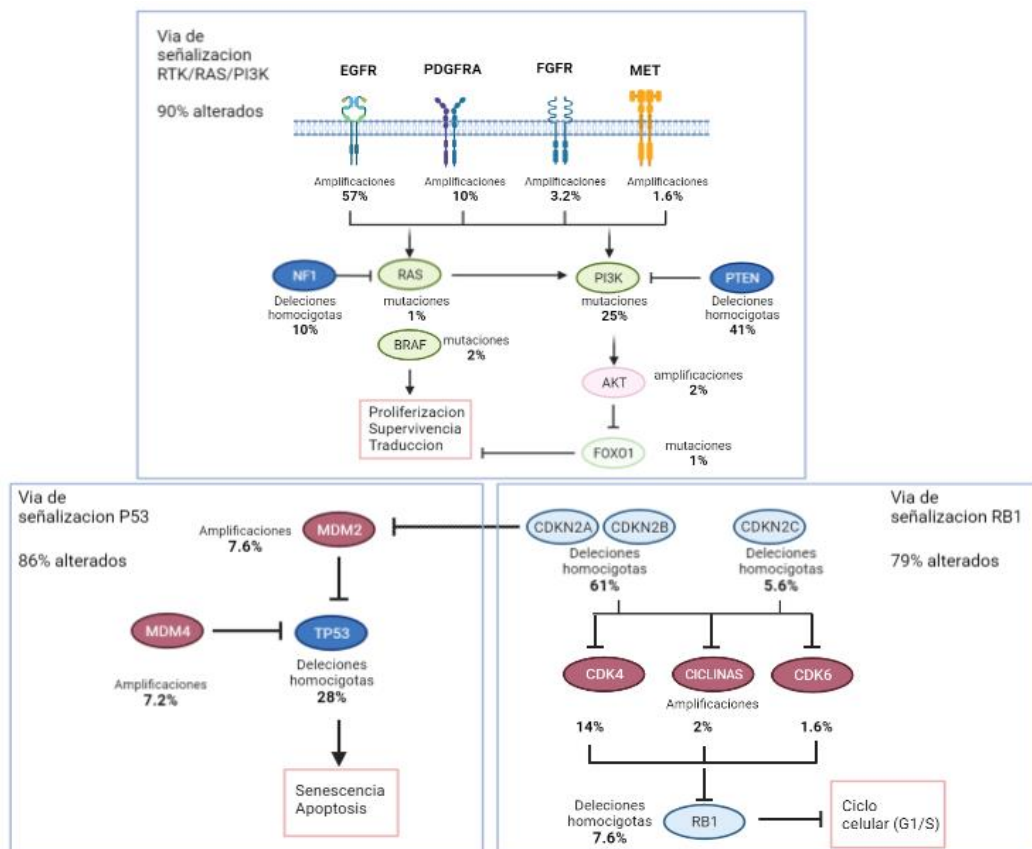 Via de
señalizacion
RTK/RAS/PI3K
90% alterados
EGFR PDGFRA FGFR MET
Amplificaciones Amplificaciones Amplificaciones Amplificaciones
57% 10% 3.2% 1.6%
NF1 RAS PI3K PTEN
Deleciones
homocigotas
10%
mutaciones
1%
mutaciones
25%
Deleciones
homocigotas
41%
BRAF mutaciones
2%
AKT amplificaciones
2%
Proliferizacion
Supervivencia
Traduccion
FOXO1 mutaciones
1%
Via de
señalizacion P53
86% alterados
Amplificaciones
7.6%
MDM2
MDM4
TP53
Amplificaciones
7.2%
Deleciones
homocigotas
28%
Senescencia
Apoptosis
Via de
señalizacion RB1
79% alterados
CDKN2A CDKN2B CDKN2C
Deleciones
homocigotas
61%
Deleciones
homocigotas
5.6%
CDK4 CICLINAS CDK6
Amplificaciones
14% 2% 1.6%
Deleciones
homocigotas
7.6%
RB1
Ciclo
celular (G1/S)